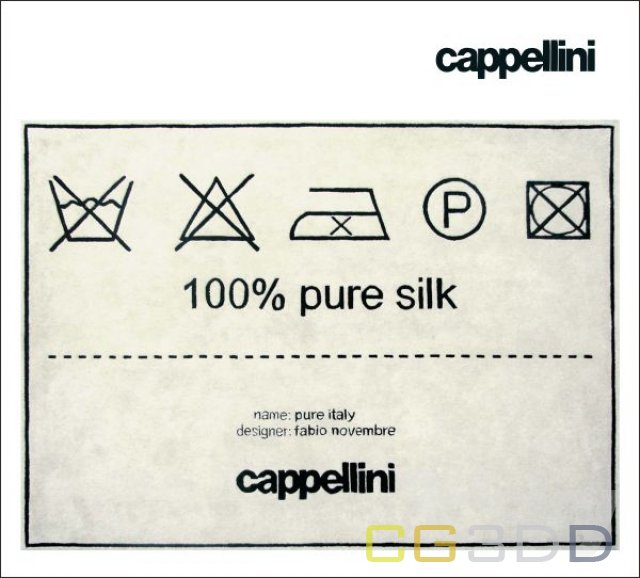 cappellini
P
100% pure silk
name: pure italy
designer: fabio novembre
cappellini
CG3DD